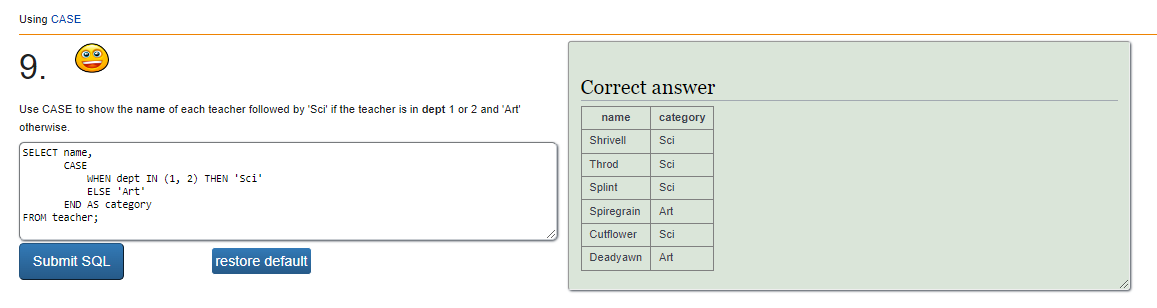 Using CASE
9.
Use CASE to show the name of each teacher followed by 'Sci' if the teacher is in dept 1 or 2 and 'Art'
otherwise.
SELECT name,
CASE
WHEN dept IN (1, 2) THEN 'Sci'
ELSE 'Art'
END AS category
FROM teacher;
Submit SQL restore default
Correct answer
name category
Shrivell Sci
Throd Sci
Splint Sci
Spiregrain Art
Cutflower Sci
Deadyawn Art